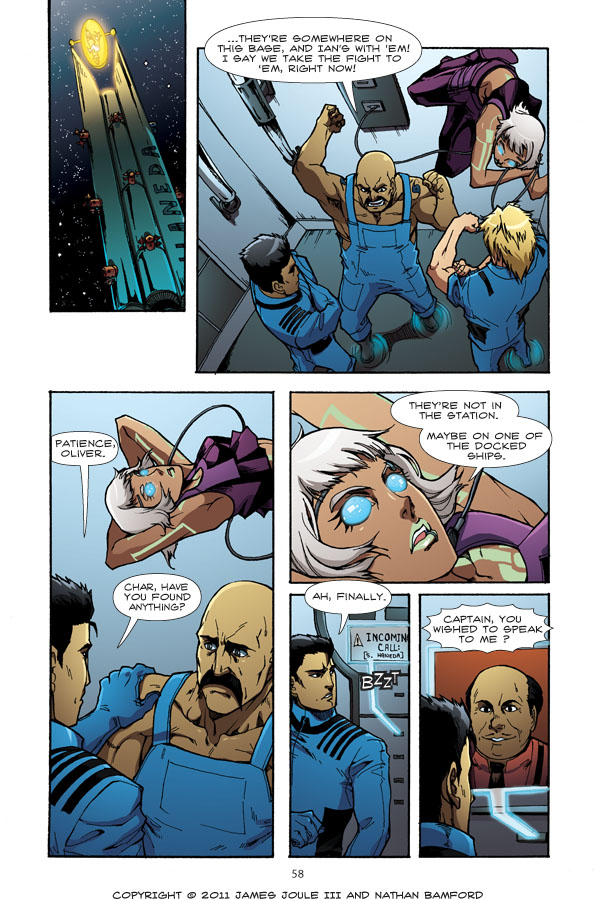 HANEDA
...THEY'RE SOMEWHERE ON
THIS BASE, AND IAN'S WITH 'EM!
I SAY WE TAKE THE FIGHT TO
'EM, RIGHT NOW!
PATIENCE,
OLIVER.
CHAR, HAVE
YOU FOUND
ANYTHING?
THEY'RE NOT IN
THE STATION.
MAYBE ON ONE OF
THE DOCKED
SHIPS.
AH, FINALLY.
INCOMING
CALL:
[S. HANEDA]
BZZT
CAPTAIN, YOU
WISHED TO SPEAK
TO ME ?
58
COPYRIGHT © 2011 JAMES JOULE III AND NATHAN BAMFORD